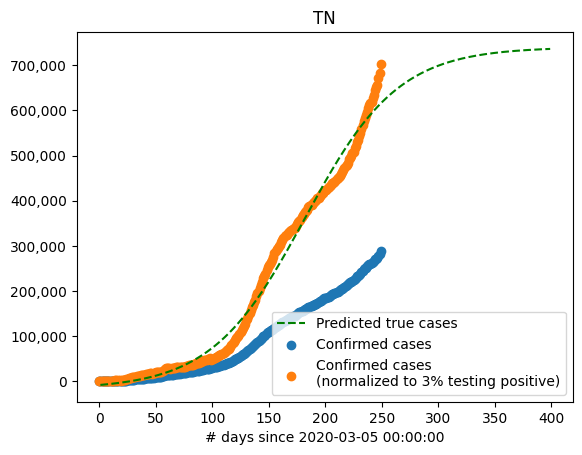 TN
700,000
600,000
500,000
400,000
300,000
200,000
100,000
0
Predicted true cases
Confirmed cases
Confirmed cases
(normalized to 3% testing positive)
0 50 100 150 200 250 300 350 400
# days since 2020-03-05 00:00:00